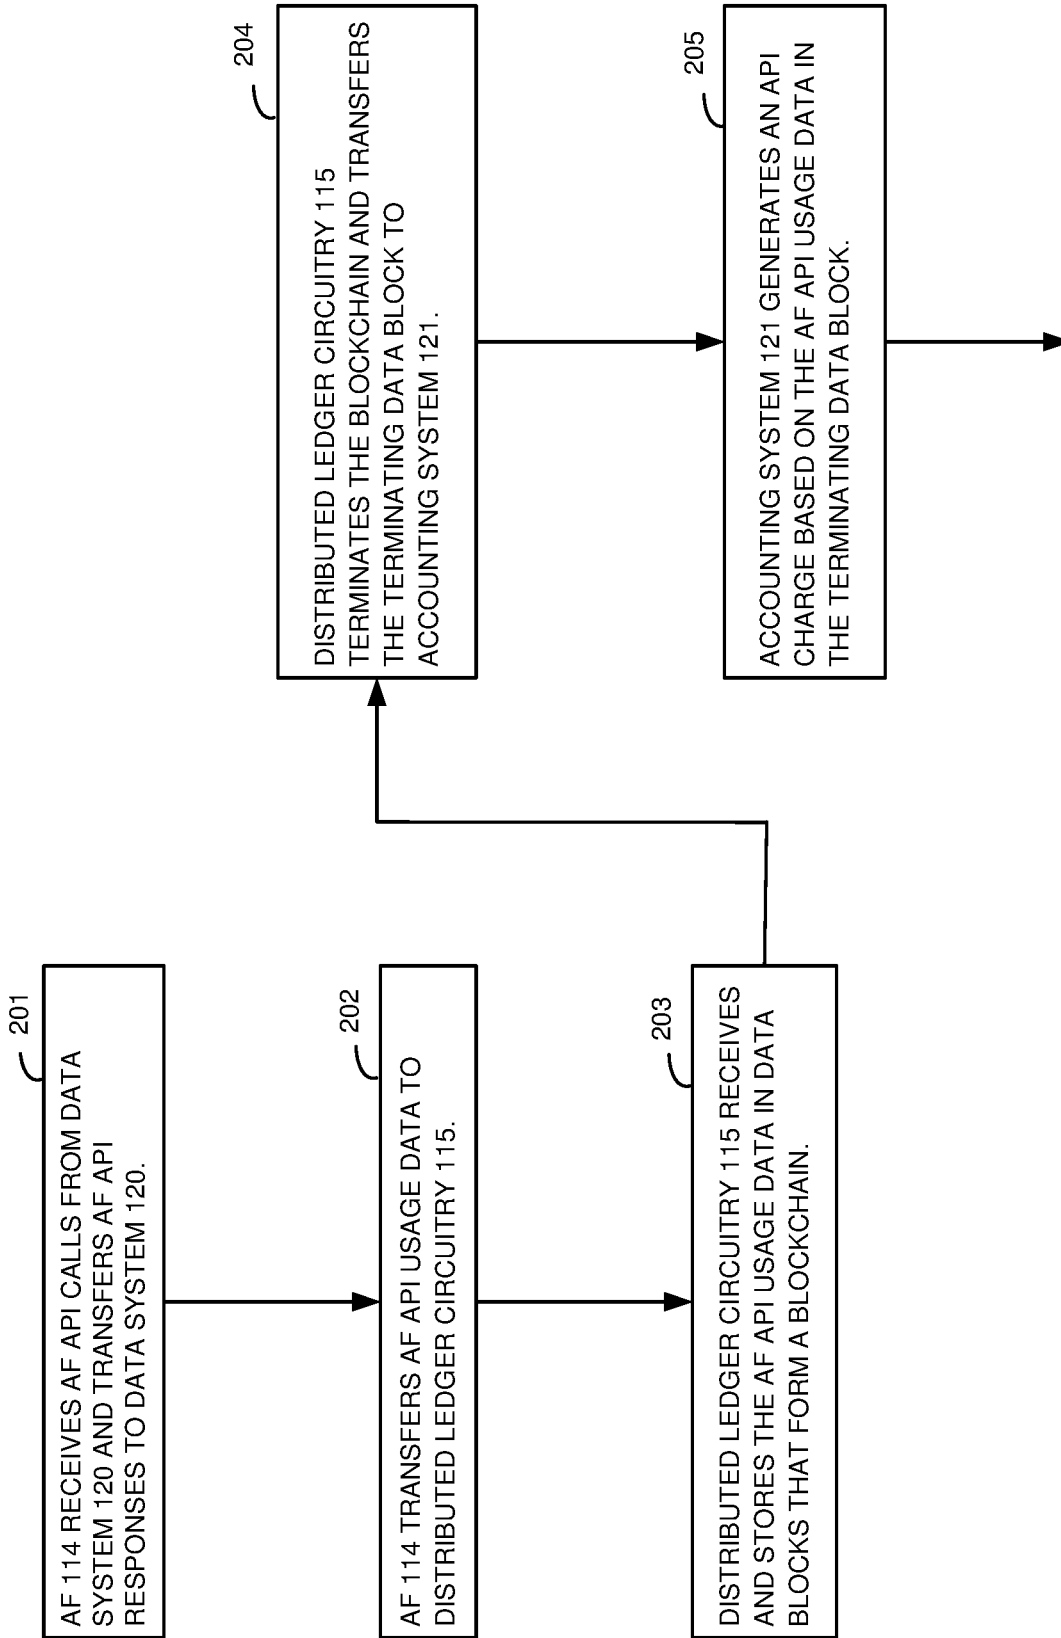 201
AF 114 RECEIVES AF API CALLS FROM DATA
SYSTEM 120 AND TRANSFERS AF API
RESPONSES TO DATA SYSTEM 120.
202
AF 114 TRANSFERS AF API USAGE DATA TO
DISTRIBUTED LEDGER CIRCUITRY 115.
203
DISTRIBUTED LEDGER CIRCUITRY 115 RECEIVES
AND STORES THE AF API USAGE DATA IN DATA
BLOCKS THAT FORM A BLOCKCHAIN.
204
DISTRIBUTED LEDGER CIRCUITRY 115
TERMINATES THE BLOCKCHAIN AND TRANSFERS
THE TERMINATING DATA BLOCK TO
ACCOUNTING SYSTEM 121.
205
ACCOUNTING SYSTEM 121 GENERATES AN API
CHARGE BASED ON THE AF API USAGE DATA IN
THE TERMINATING DATA BLOCK.